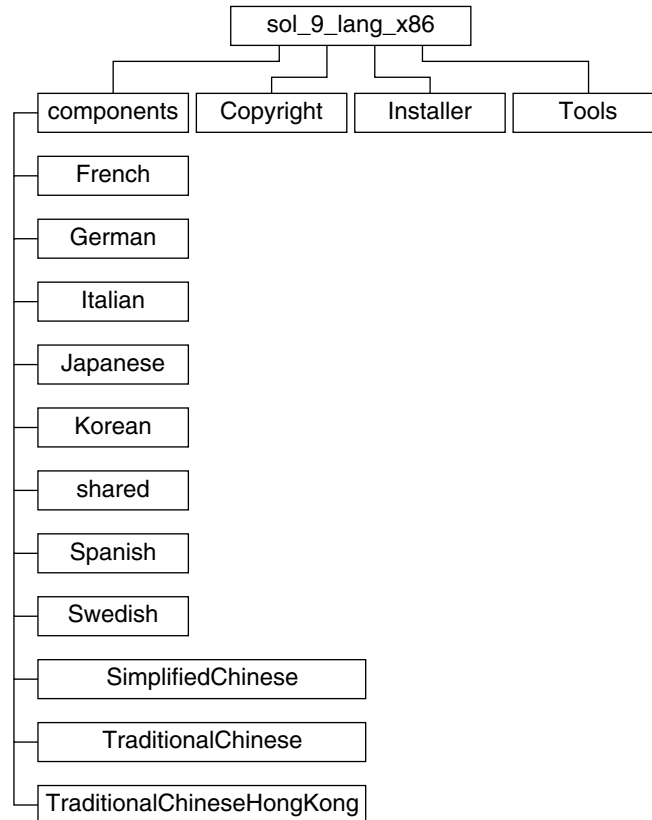 sol_9_lang_x86
components
Copyright
Installer
Tools
French
German
Italian
Japanese
Korean
shared
Spanish
Swedish
SimplifiedChinese
TraditionalChinese
TraditionalChineseHongKong